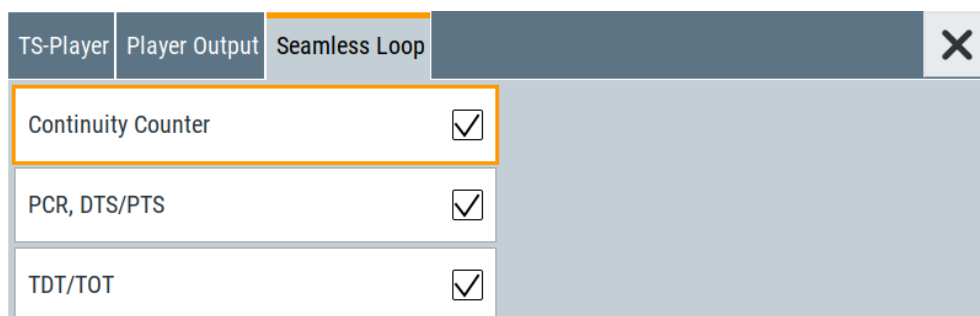 TS-Player Player Output Seamless Loop
Continuity Counter
PCR, DTS/PTS
TDT/TOT